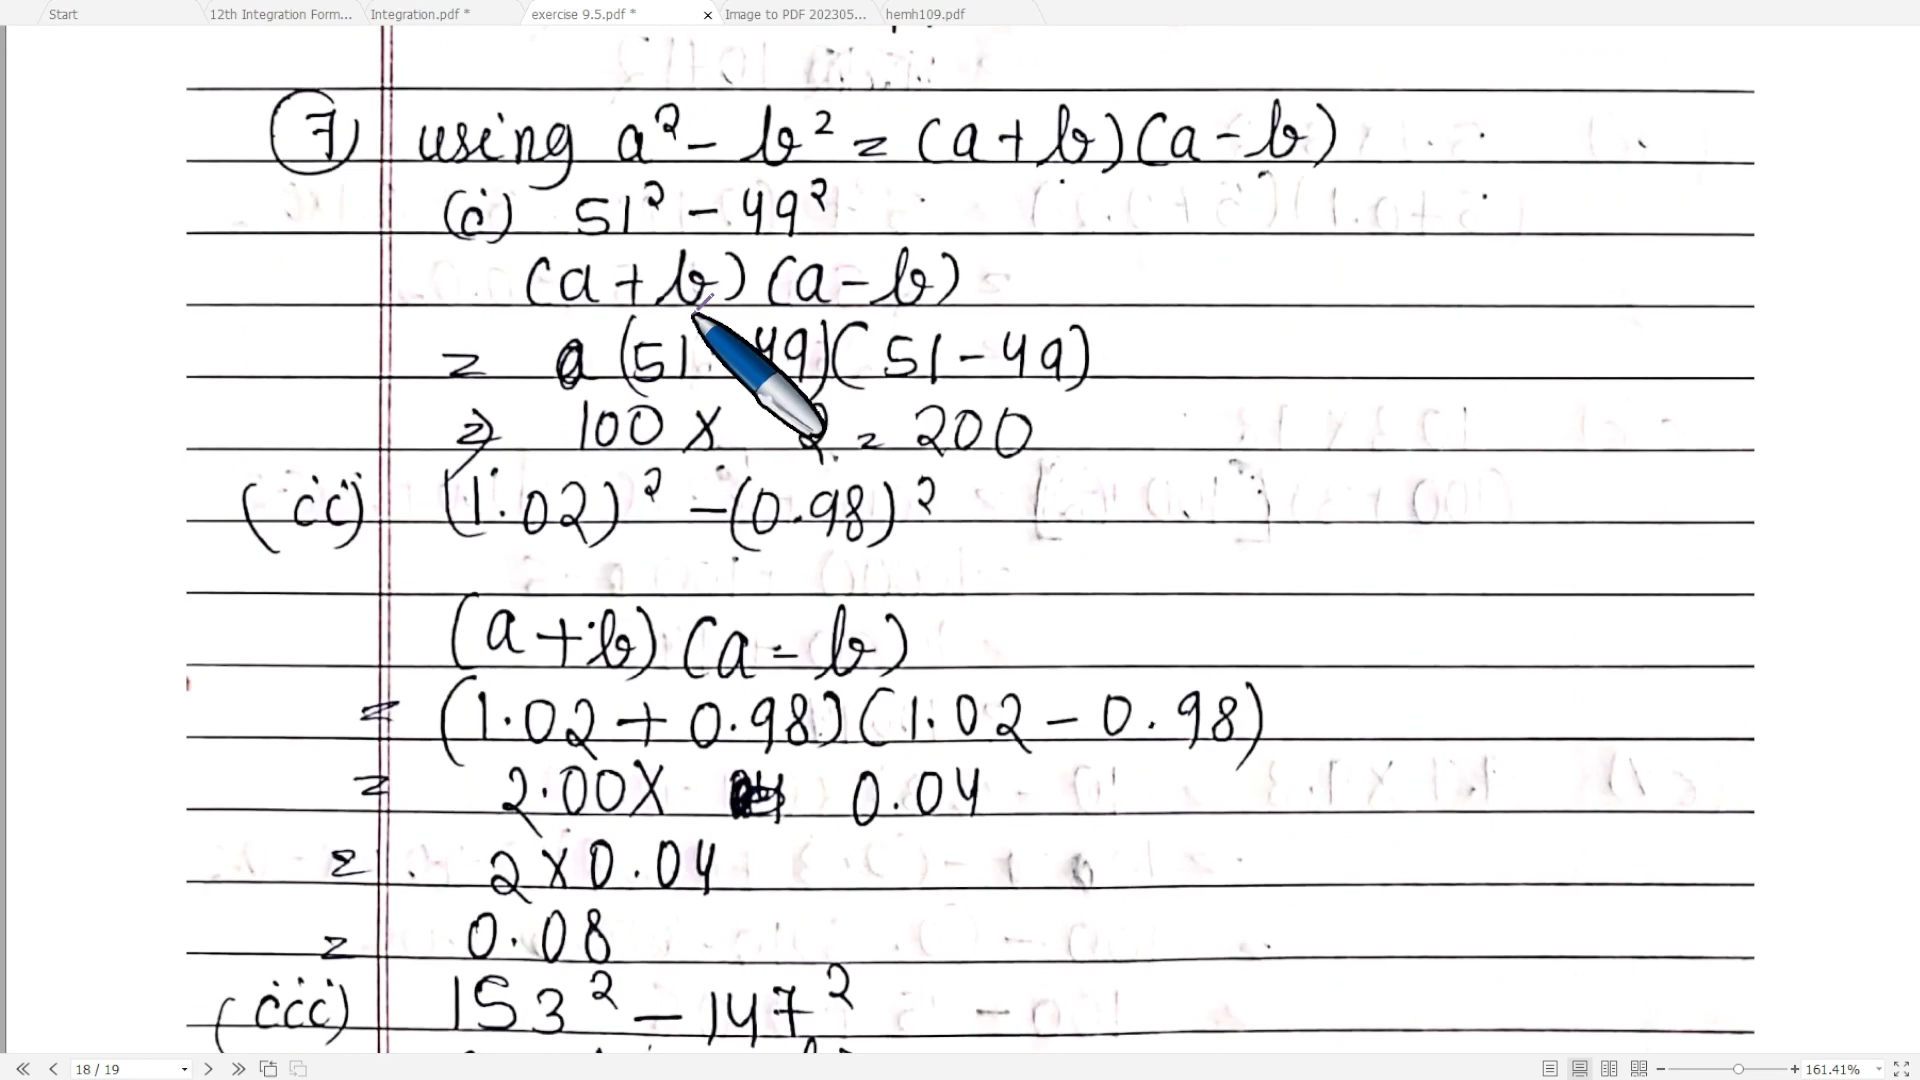 Start 12th Integration Form... Integration.pdf * exercise 9.5.pdf * × Image to PDF 202305... hemh109.pdf
7) using a² - b² = (a + b) (a - b)
(i) 51² - 49²
(a + b) (a - b)
= (51 49) (51 - 49)
=> 100 x 2 = 200
(ii) (1.02)² - (0.98)²
(a + b) (a - b)
= (1.02 + 0.98) (1.02 - 0.98)
= 2.00 x 0.04
= 2 x 0.04
= 0.08
(iii) 153² - 147²
18 / 19 161.41%